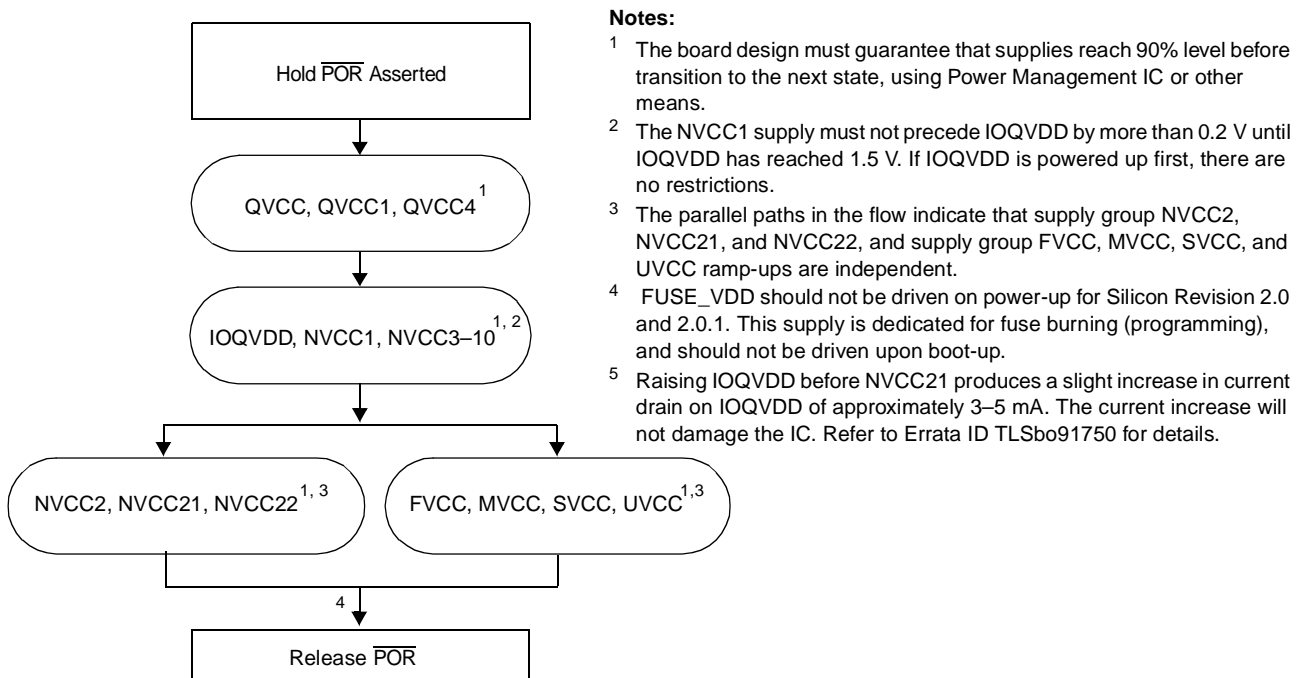 Hold POR Asserted
QVCC, QVCC1, QVCC4 1
IOQVDD, NVCC1, NVCC3–10 1, 2
NVCC2, NVCC21, NVCC22 1, 3
FVCC, MVCC, SVCC, UVCC 1,3
4
Release POR
Notes:
1 The board design must guarantee that supplies reach 90% level before
transition to the next state, using Power Management IC or other
means.
2 The NVCC1 supply must not precede IOQVDD by more than 0.2 V until
IOQVDD has reached 1.5 V. If IOQVDD is powered up first, there are
no restrictions.
3 The parallel paths in the flow indicate that supply group NVCC2,
NVCC21, and NVCC22, and supply group FVCC, MVCC, SVCC, and
UVCC ramp-ups are independent.
4 FUSE_VDD should not be driven on power-up for Silicon Revision 2.0
and 2.0.1. This supply is dedicated for fuse burning (programming),
and should not be driven upon boot-up.
5 Raising IOQVDD before NVCC21 produces a slight increase in current
drain on IOQVDD of approximately 3–5 mA. The current increase will
not damage the IC. Refer to Errata ID TLSbo91750 for details.